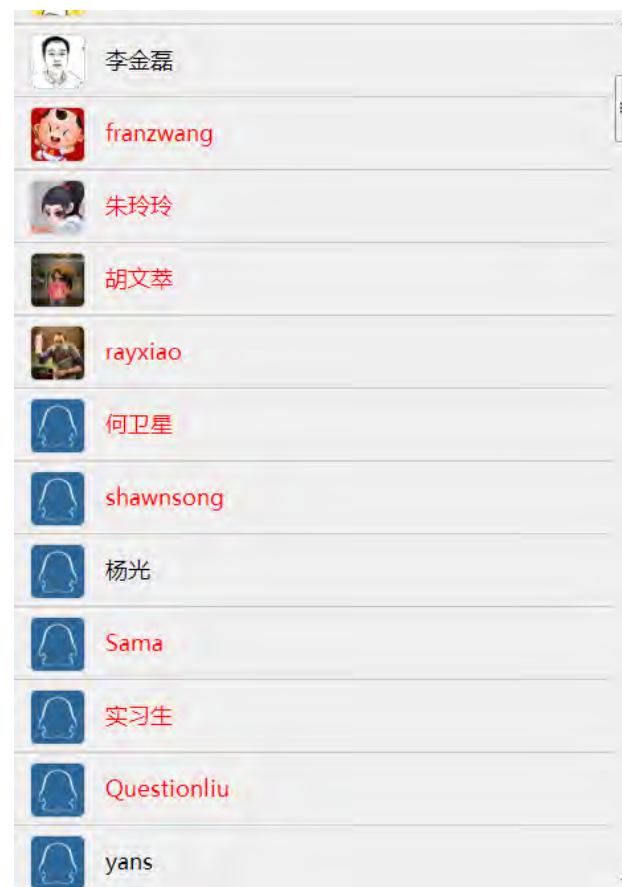 李金磊
franzwang
朱玲玲
胡文萃
rayxiao
何卫星
shawnsong
杨光
Sama
实习生
Questionliu
yans